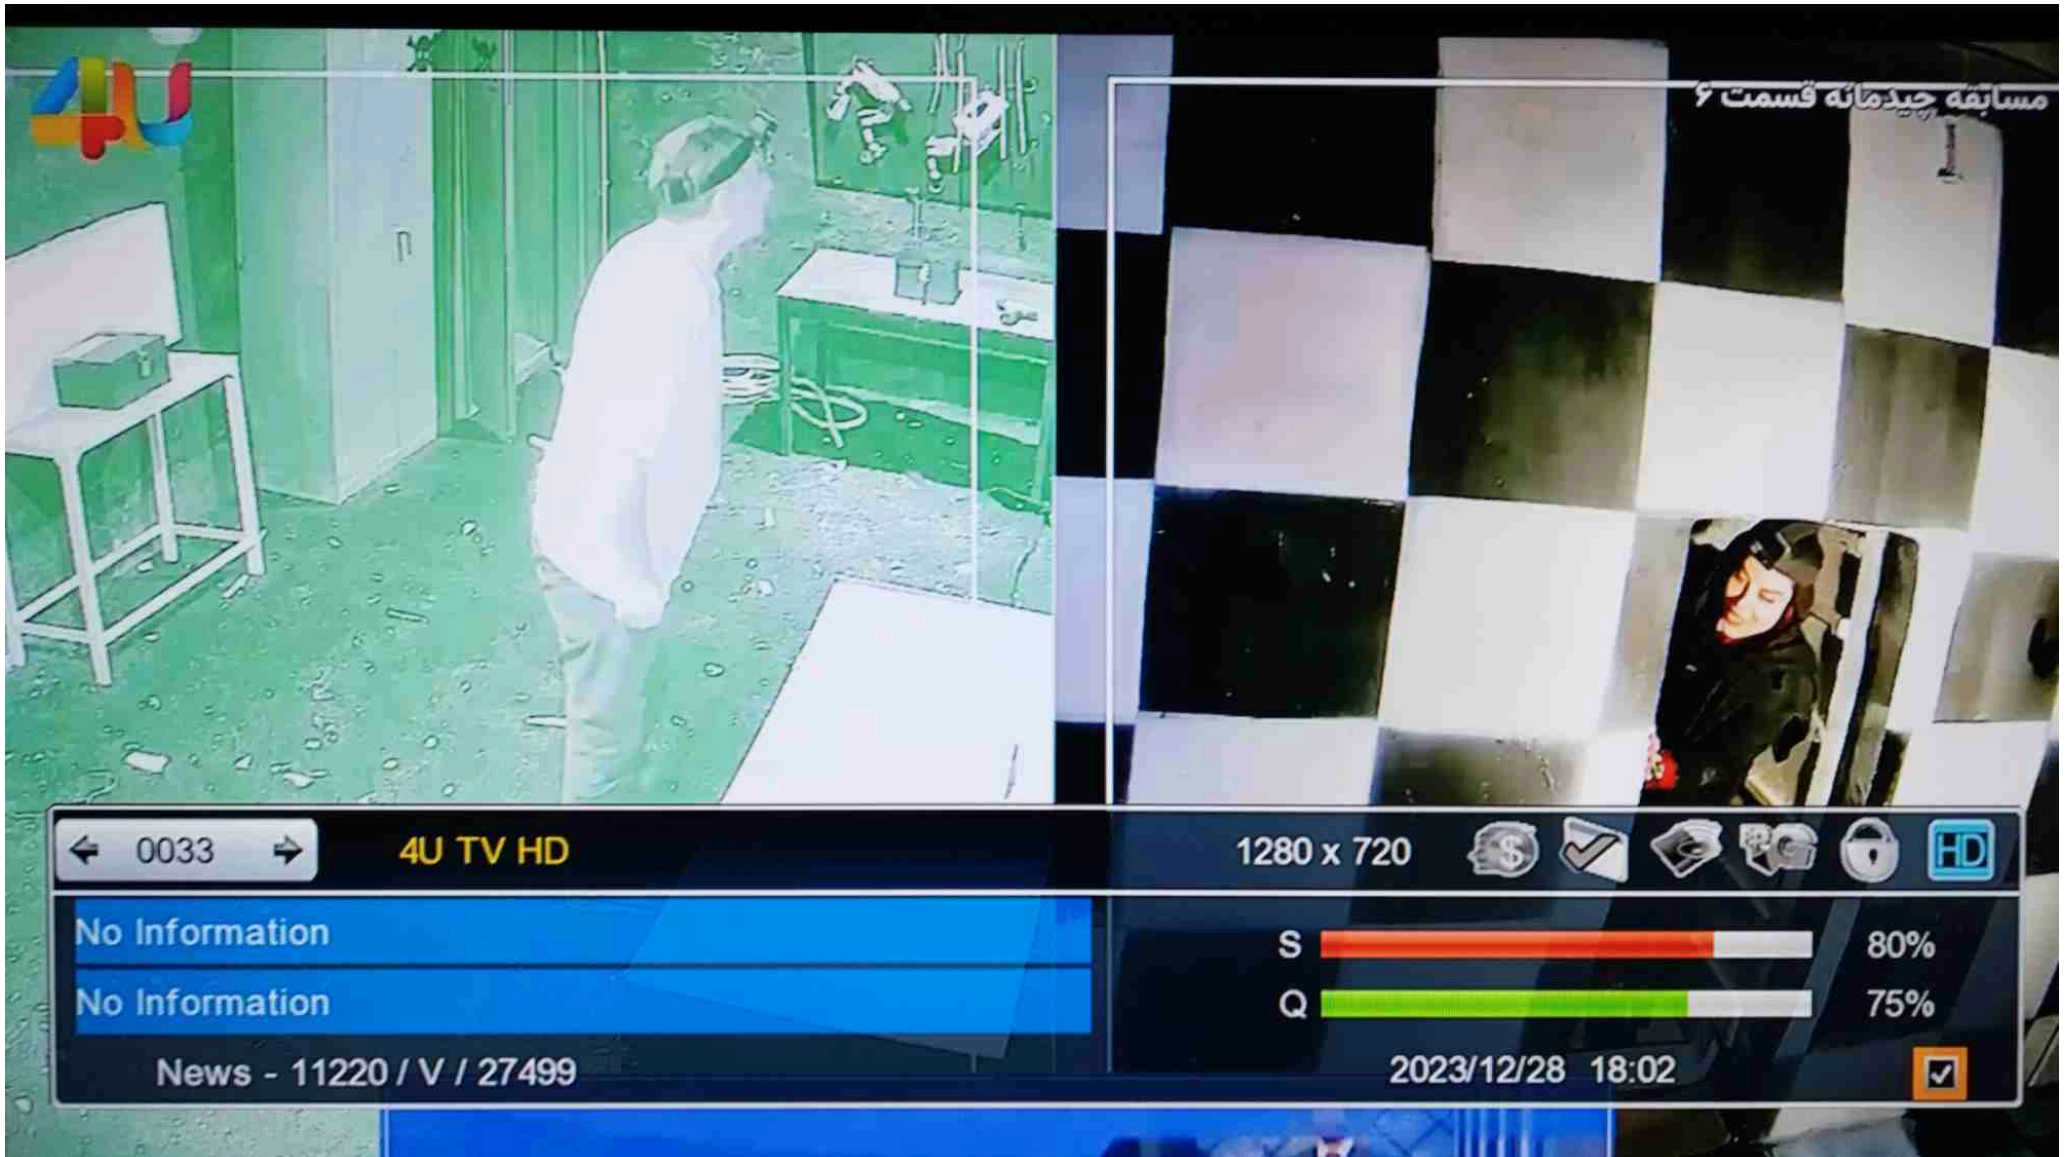 4U
مسابقه چیدمانه قسمت ۶
0033
4U TV HD
1280 x 720
$
HD
No Information
No Information
S 80%
Q 75%
News - 11220 / V / 27499
2023/12/28 18:02